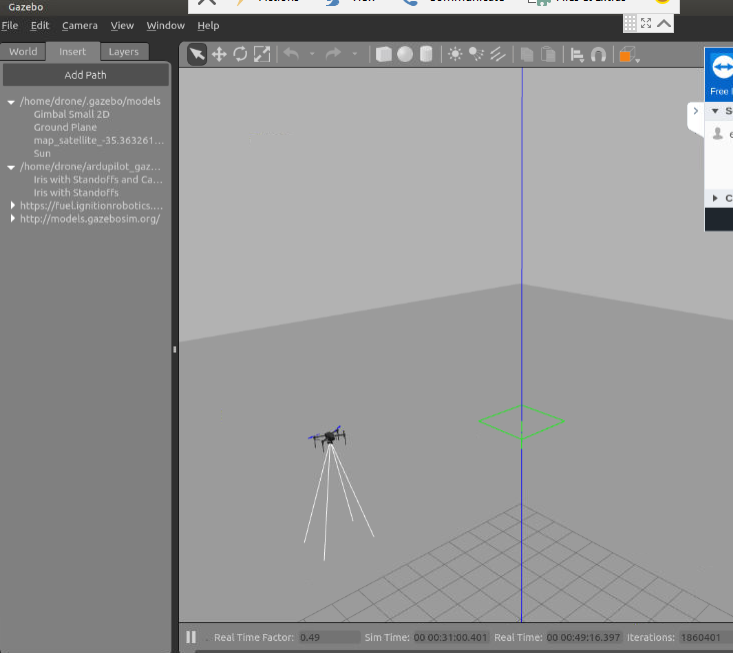 Gazebo
File Edit Camera View Window Help
World Insert Layers
Add Path
/home/drone/.gazebo/models
Gimbal Small 2D
Ground Plane
map_satellite_-35.363261...
Sun
/home/drone/ardupilot_gaz...
Iris with Standoffs and Ca...
Iris with Standoffs
https://fuel.ignitionrobotics....
http://models.gazebosim.org/
Free
Real Time Factor: 0.49 Sim Time: 00 00:31:00.401 Real Time: 00 00:49:16.397 Iterations: 1860401